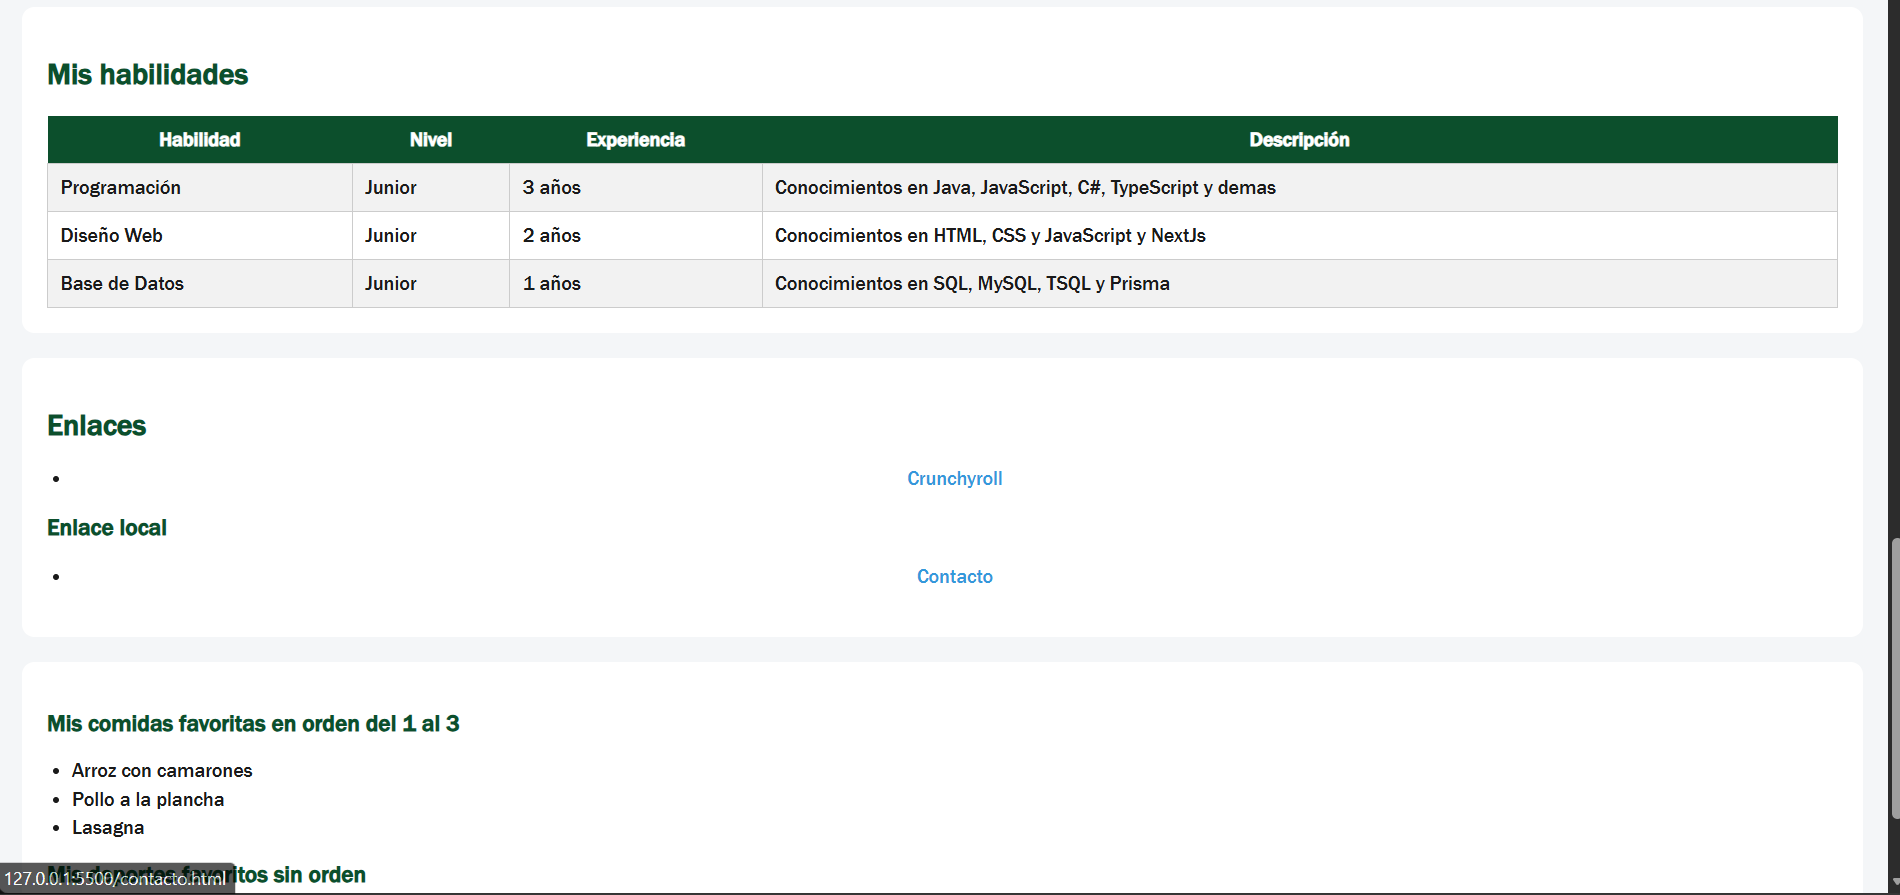 Mis habilidades
Habilidad Nivel Experiencia Descripción
Programación Junior 3 años Conocimientos en Java, JavaScript, C#, TypeScript y demas
Diseño Web Junior 2 años Conocimientos en HTML, CSS y JavaScript y NextJs
Base de Datos Junior 1 años Conocimientos en SQL, MySQL, TSQL y Prisma
Enlaces
Crunchyroll
Enlace local
Contacto
Mis comidas favoritas en orden del 1 al 3
Arroz con camarones
Pollo a la plancha
Lasagna
Mis deportes favoritos sin orden
127.0.0.1:5500/contacto.html